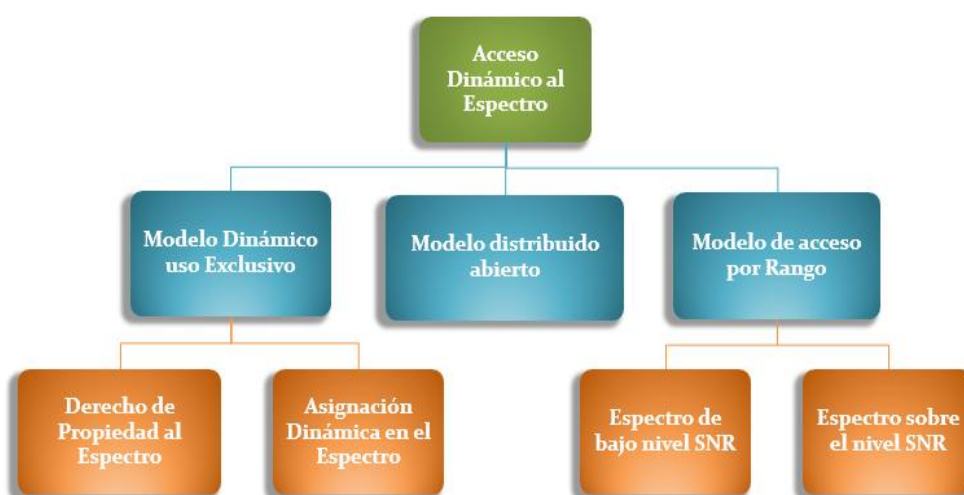 Acceso
Dinámico al
Espectro
Modelo Dinámico
uso Exclusivo
Modelo distribuido
abierto
Modelo de acceso
por Rango
Derecho de
Propiedad al
Espectro
Asignación
Dinámica en el
Espectro
Espectro de
bajo nivel SNR
Espectro sobre
el nivel SNR